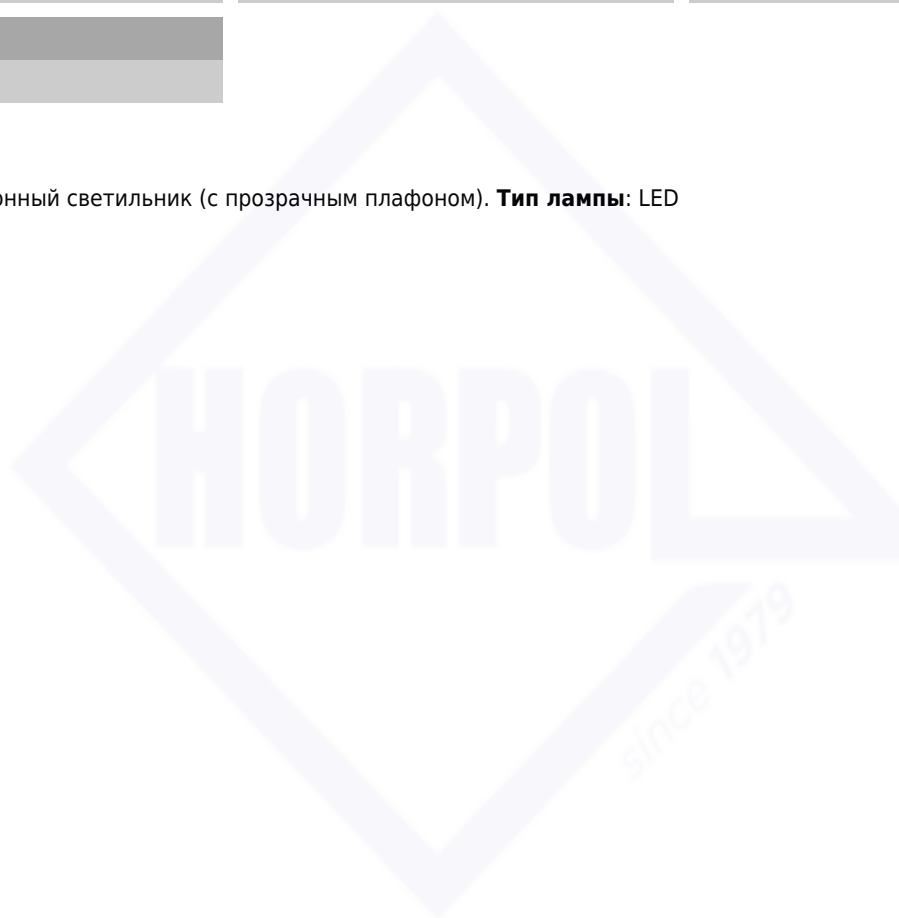 онный светильник (с прозрачным плафоном). Тип лампы: LED
HORPOL
since 1979